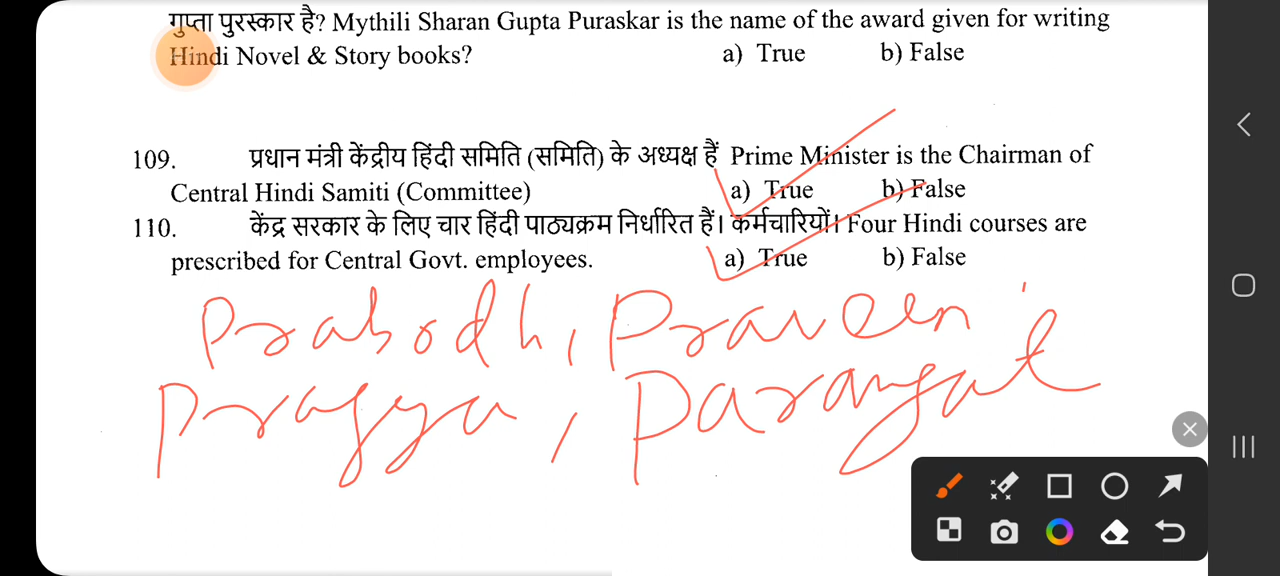 गुप्ता पुरस्कार है? Mythili Sharan Gupta Puraskar is the name of the award given for writing
Hindi Novel & Story books? a) True b) False
109. प्रधान मंत्री केंद्रीय हिंदी समिति (समिति) के अध्यक्ष हैं Prime Minister is the Chairman of
Central Hindi Samiti (Committee) a) True b) False
110. केंद्र सरकार के लिए चार हिंदी पाठ्यक्रम निर्धारित हैं। कर्मचारियों। Four Hindi courses are
prescribed for Central Govt. employees. a) True b) False
Prabodh, Praveen,
Pragya, Parangat